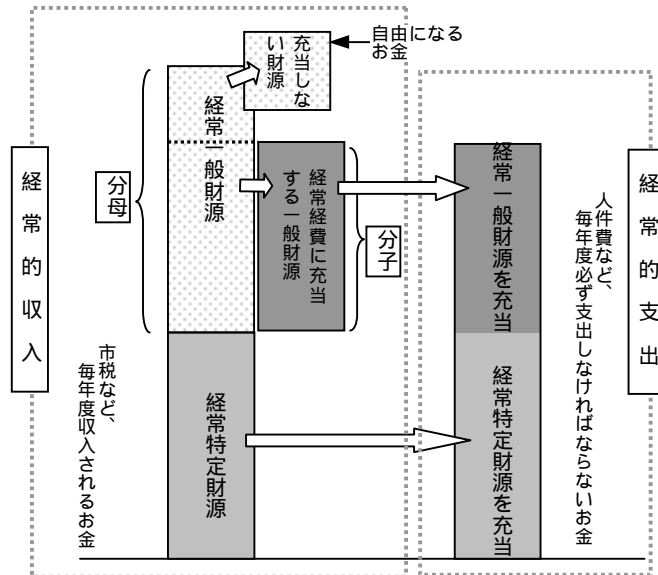 自由になる
お金
充当しな
い財源
経常一般財源
分母
経常的収入
経常経費に充当
する一般財源
分子
市税など、
毎年度収入されるお金
経常特定財源
経常一般財源を充当
経常特定財源を充当
人件費など、
毎年度必ず支出しなければならないお金
経常的支出